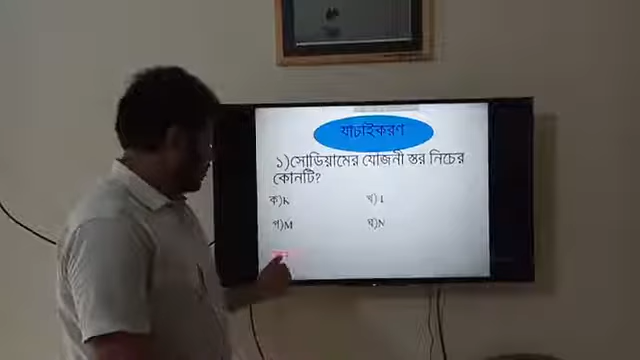 যাচাইকরণ
১)সোডিয়ামের যোজনী স্তর নিচের
কোনটি?
ক)K খ)L
গ)M ঘ)N